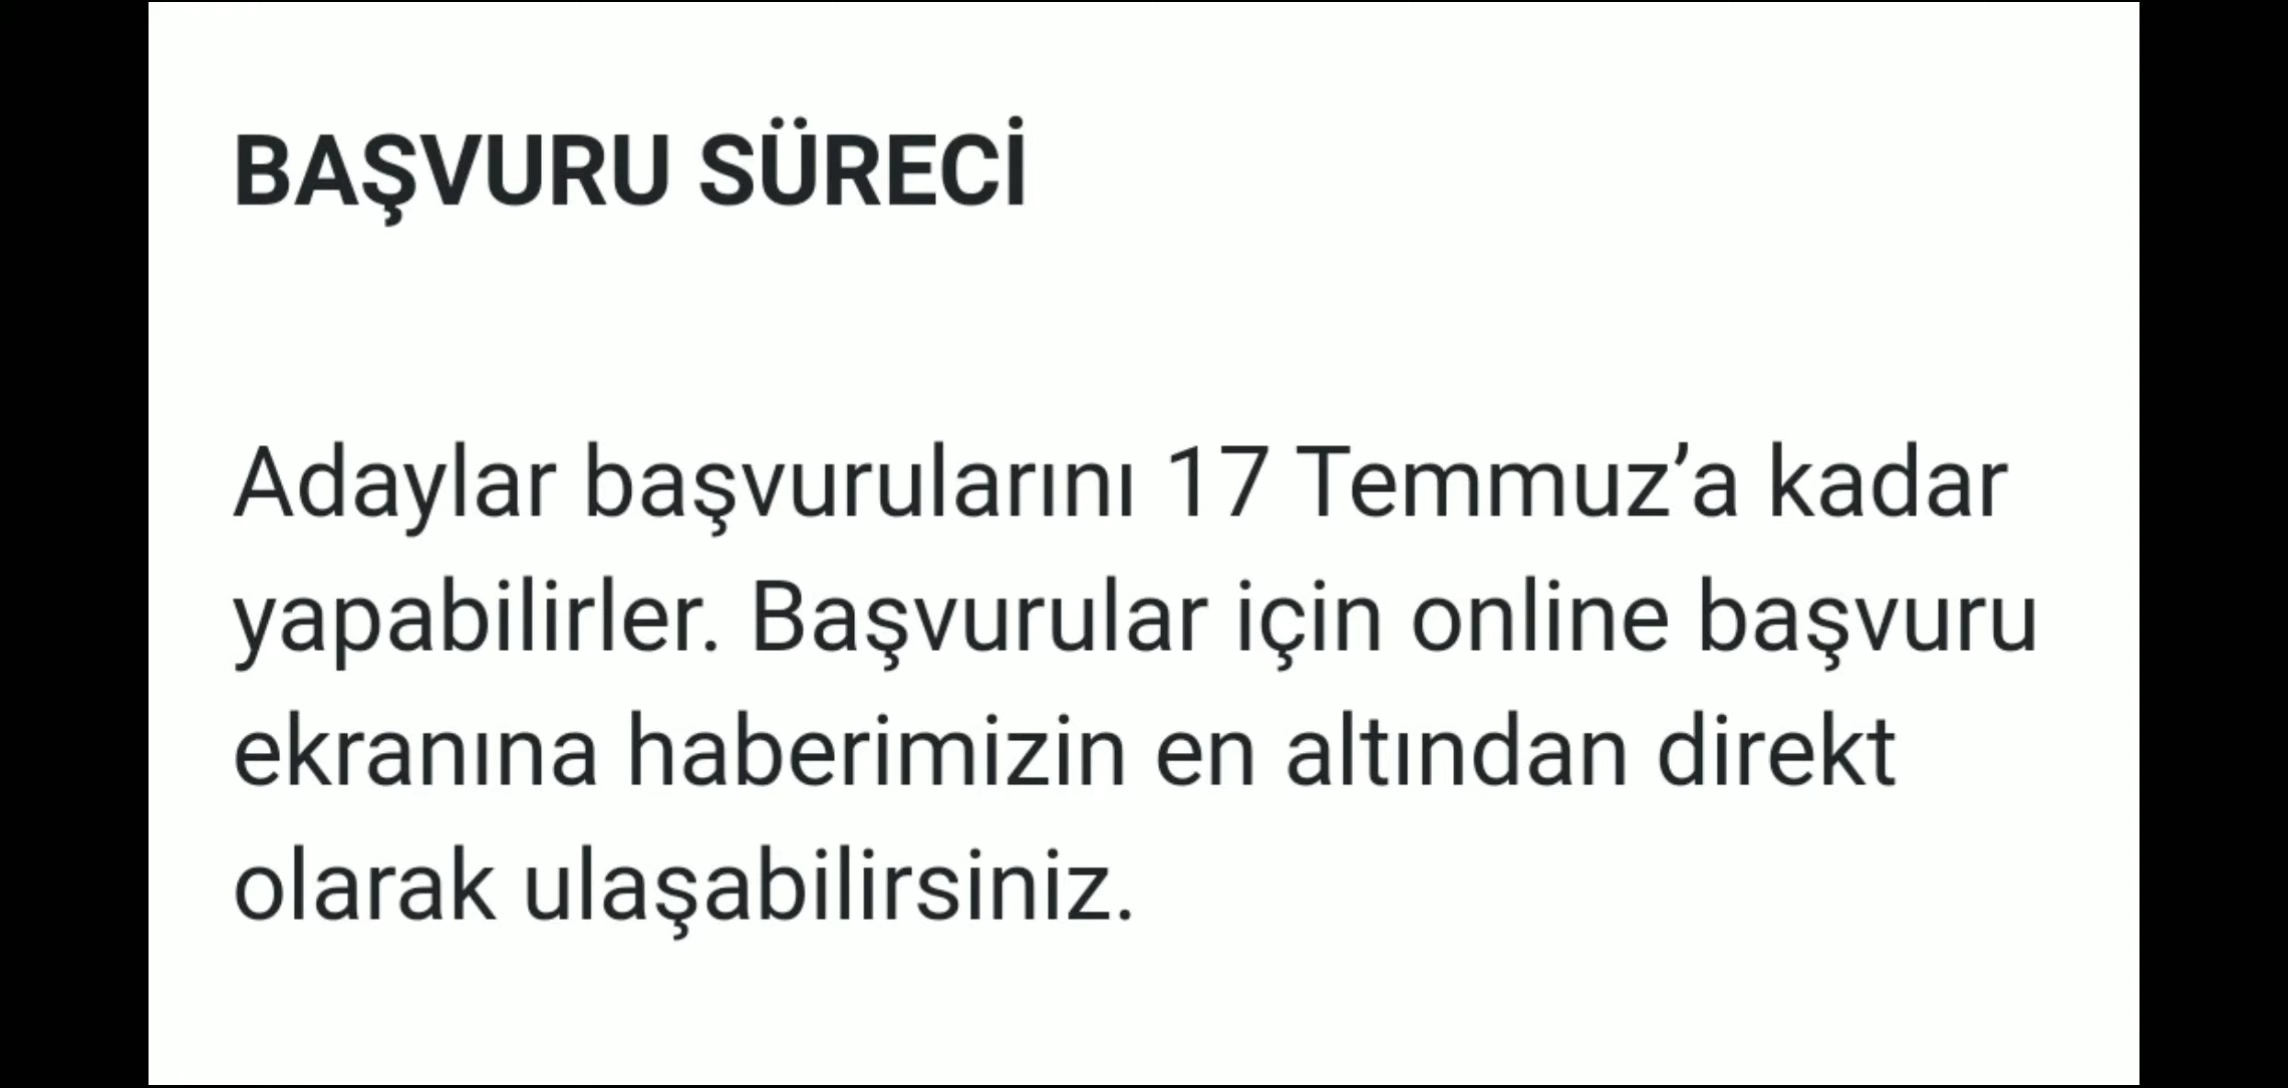 BAŞVURU SÜRECİ
Adaylar başvurularını 17 Temmuz’a kadar
yapabilirler. Başvurular için online başvuru
ekranına haberimizin en altından direkt
olarak ulaşabilirsiniz.